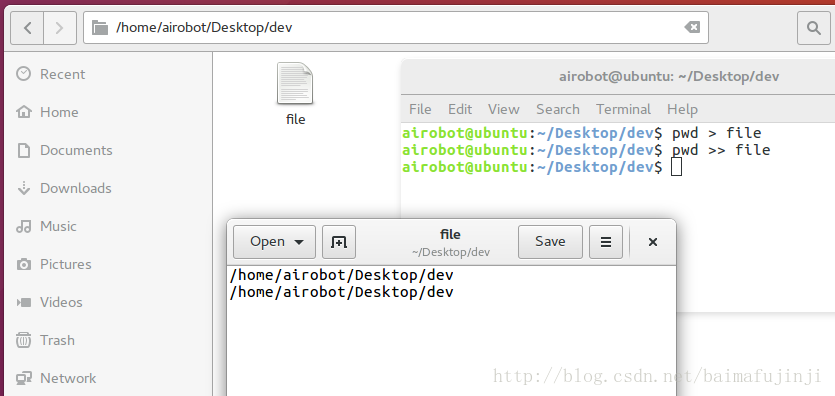 /home/airobot/Desktop/dev
Recent
Home
Documents
Downloads
Music
Pictures
Videos
Trash
Network
file
airobot@ubuntu: ~/Desktop/dev
File Edit View Search Terminal Help
airobot@ubuntu:~/Desktop/dev$ pwd > file
airobot@ubuntu:~/Desktop/dev$ pwd >> file
airobot@ubuntu:~/Desktop/dev$
Open
file
~/Desktop/dev
Save
/home/airobot/Desktop/dev
/home/airobot/Desktop/dev
http://blog.csdn.net/baimafujinji